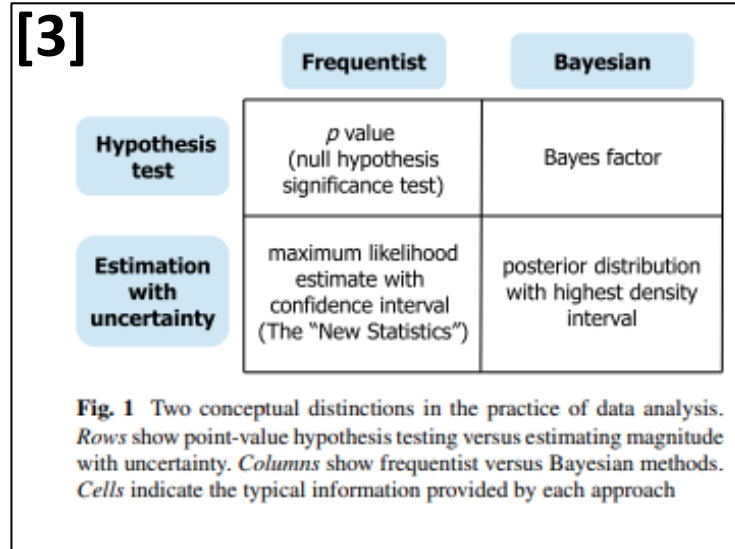 [3]
Frequentist
Bayesian
Hypothesis
test
p value
(null hypothesis
significance test)
Bayes factor
Estimation
with
uncertainty
maximum likelihood
estimate with
confidence interval
(The “New Statistics”)
posterior distribution
with highest density
interval
Fig. 1 Two conceptual distinctions in the practice of data analysis.
Rows show point-value hypothesis testing versus estimating magnitude
with uncertainty. Columns show frequentist versus Bayesian methods.
Cells indicate the typical information provided by each approach